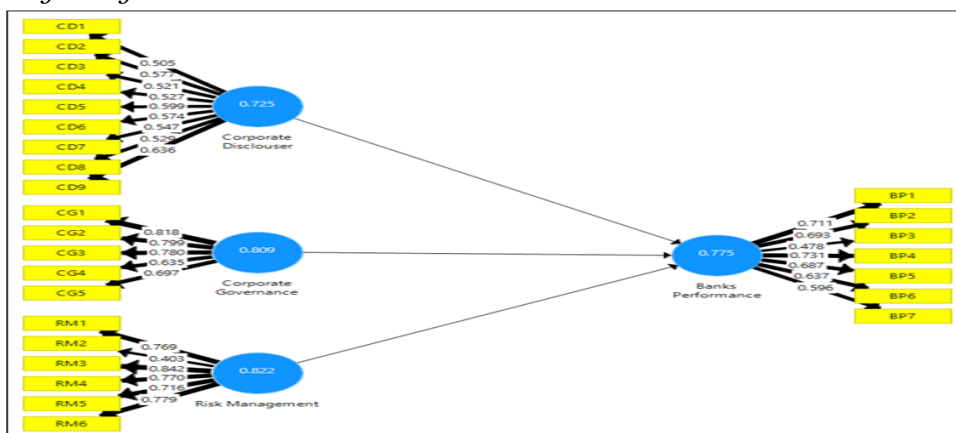 CD1
CD2
CD3
CD4
CD5
CD6
CD7
CD8
CD9
0.505
0.577
0.521
0.527
0.599
0.574
0.547
0.529
0.636
0.725
Corporate
Disclouser
CG1
CG2
CG3
CG4
CG5
0.818
0.799
0.780
0.635
0.697
0.809
Corporate
Governance
RM1
RM2
RM3
RM4
RM5
RM6
0.769
0.403
0.842
0.770
0.716
0.779
0.822
Risk Management
0.775
Banks
Performance
0.711
0.693
0.478
0.731
0.687
0.637
0.596
BP1
BP2
BP3
BP4
BP5
BP6
BP7